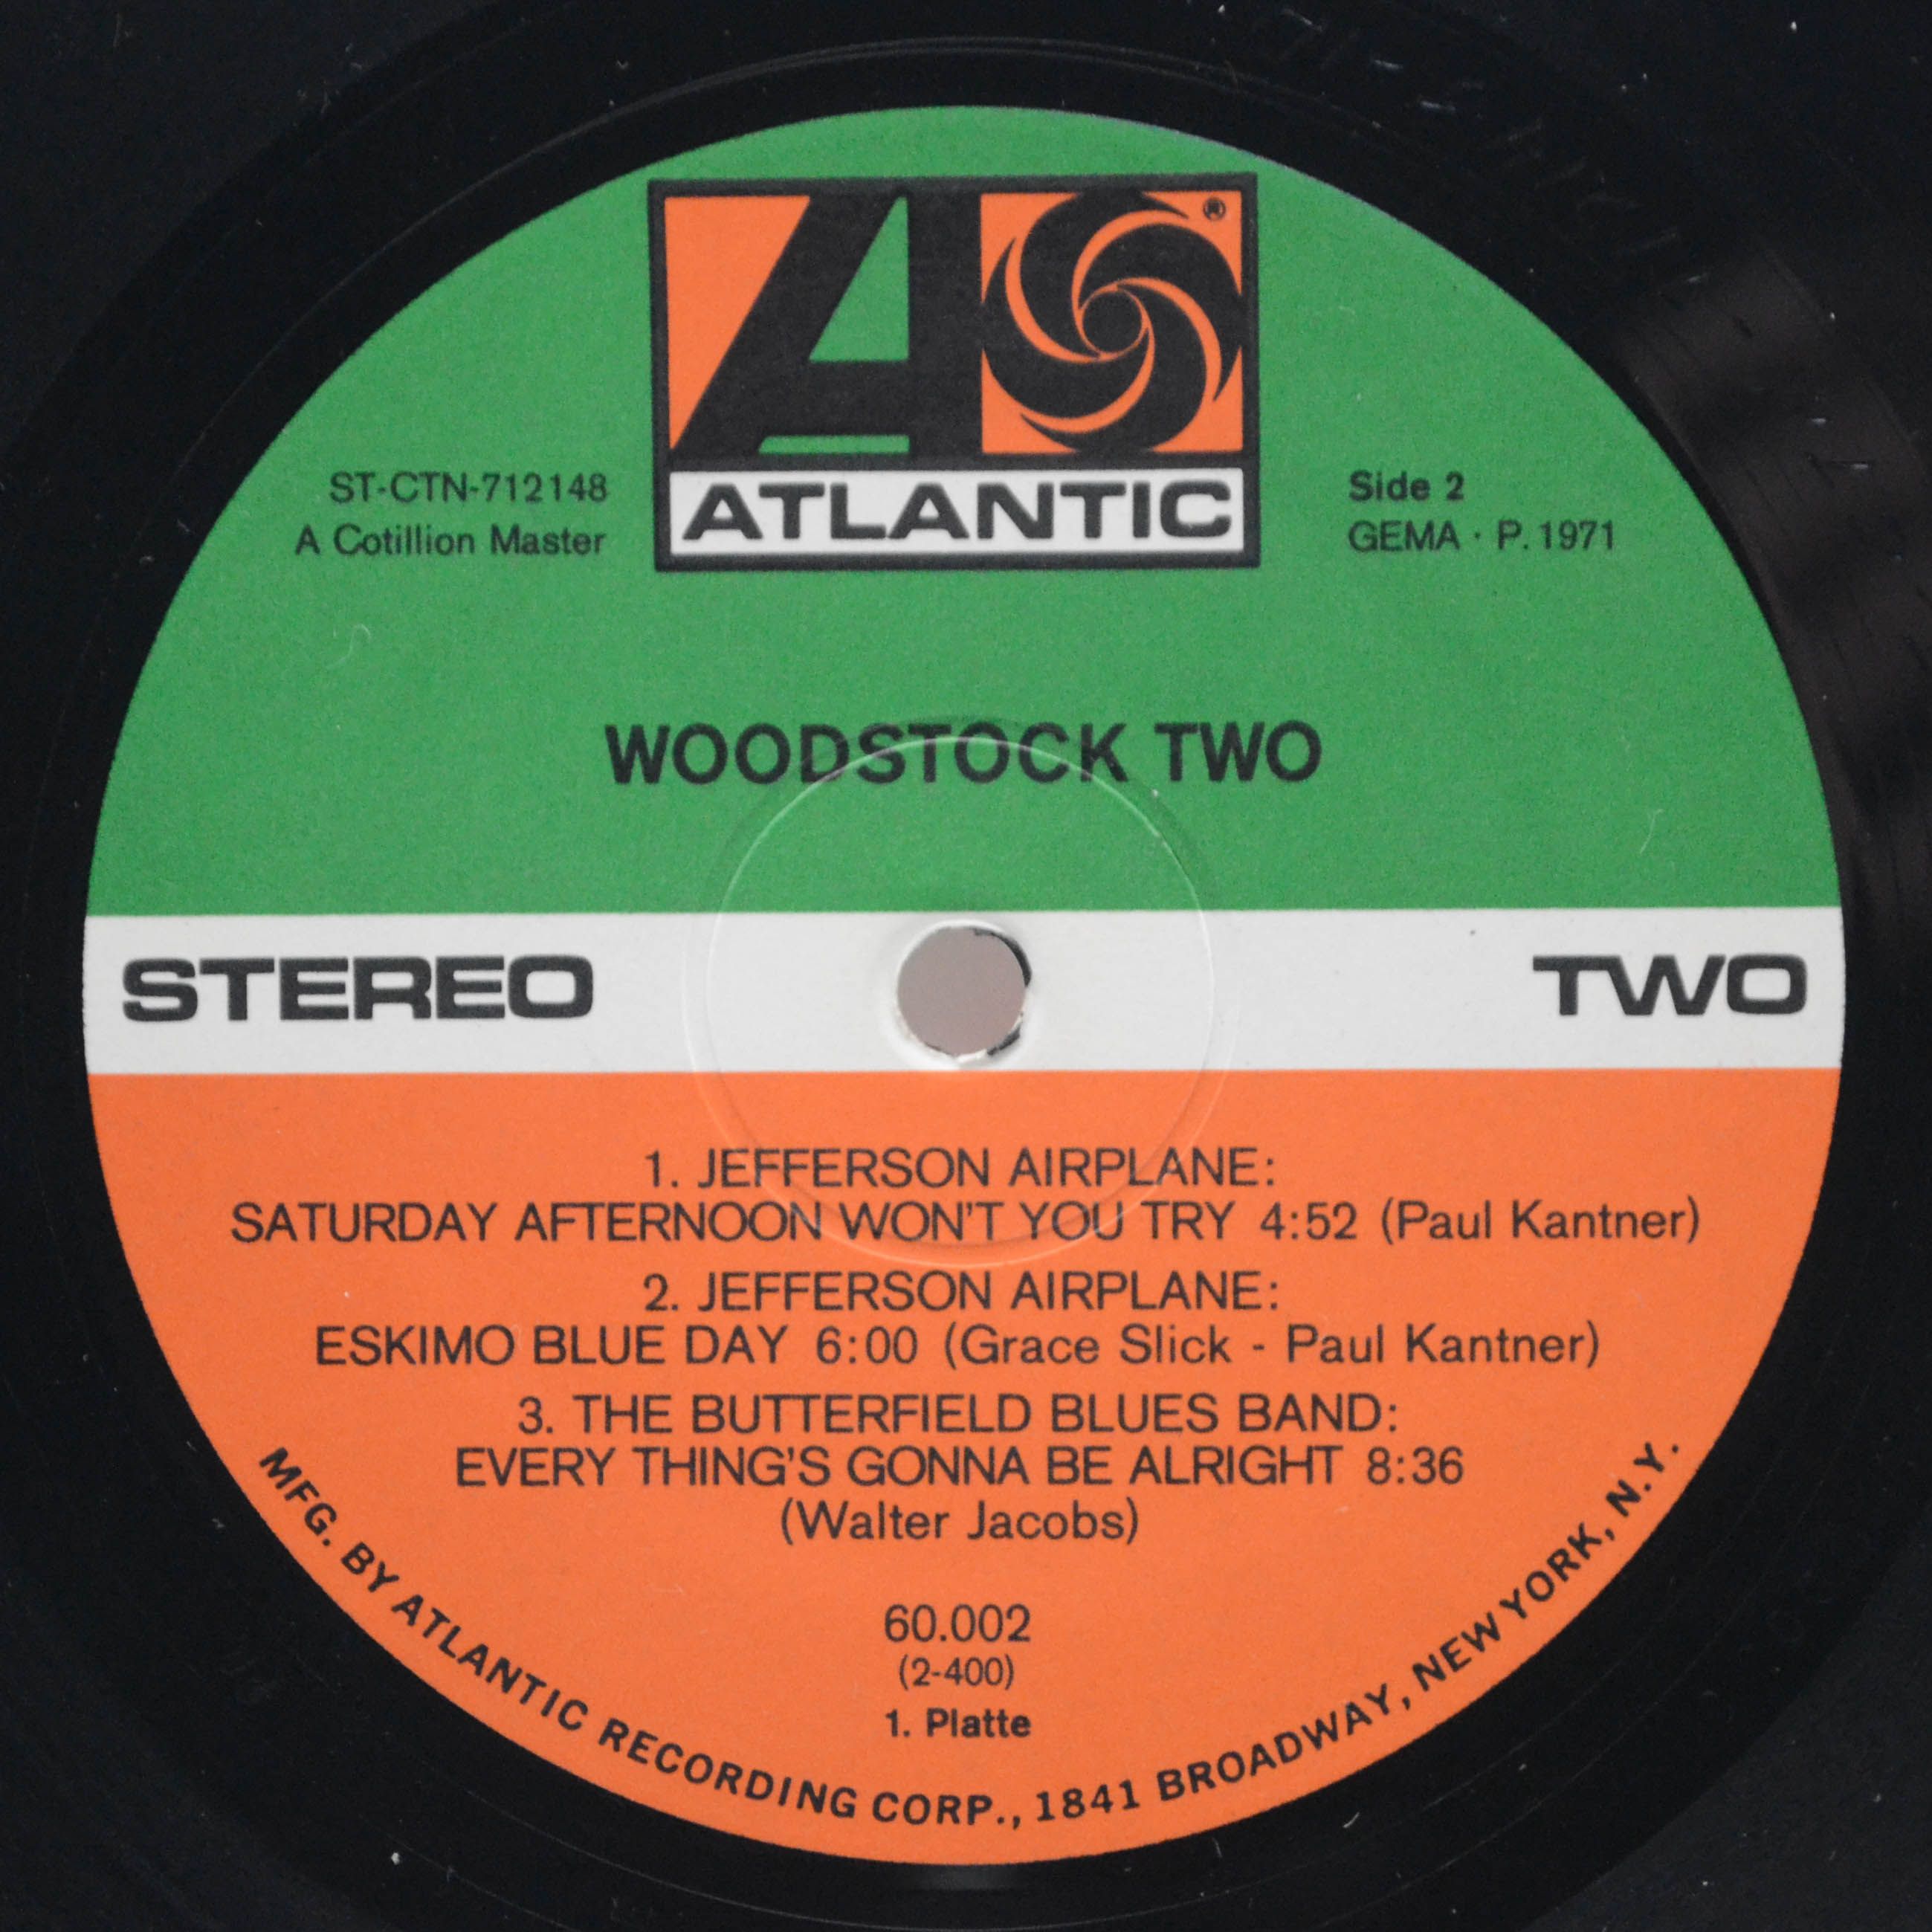 ®
ATLANTIC
ST-CTN-712148
A Cotillion Master
Side 2
GEMA · P. 1971
WOODSTOCK TWO
STEREO
TWO
1. JEFFERSON AIRPLANE:
SATURDAY AFTERNOON WON'T YOU TRY 4:52 (Paul Kantner)
2. JEFFERSON AIRPLANE:
ESKIMO BLUE DAY 6:00 (Grace Slick - Paul Kantner)
3. THE BUTTERFIELD BLUES BAND:
EVERY THING'S GONNA BE ALRIGHT 8:36
(Walter Jacobs)
60.002
(2-400)
1. Platte
MFG. BY ATLANTIC RECORDING CORP., 1841 BROADWAY, NEW YORK, N.Y.